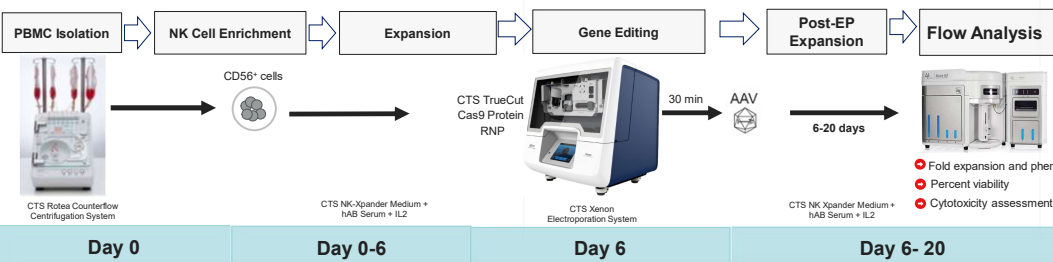 PBMC Isolation
NK Cell Enrichment
Expansion
Gene Editing
Post-EP
Expansion
Flow Analysis
CD56+ cells
CTS TrueCut
Cas9 Protein
RNP
30 min
AAV
6-20 days
CTS Rotea Counterflow
Centrifugation System
CTS NK-Xpander Medium +
hAB Serum + IL2
CTS Xenon
Electroporation System
CTS NK Xpander Medium +
hAB Serum + IL2
Fold expansion and phen
Percent viability
Cytotoxicity assessment
Day 0
Day 0-6
Day 6
Day 6- 20